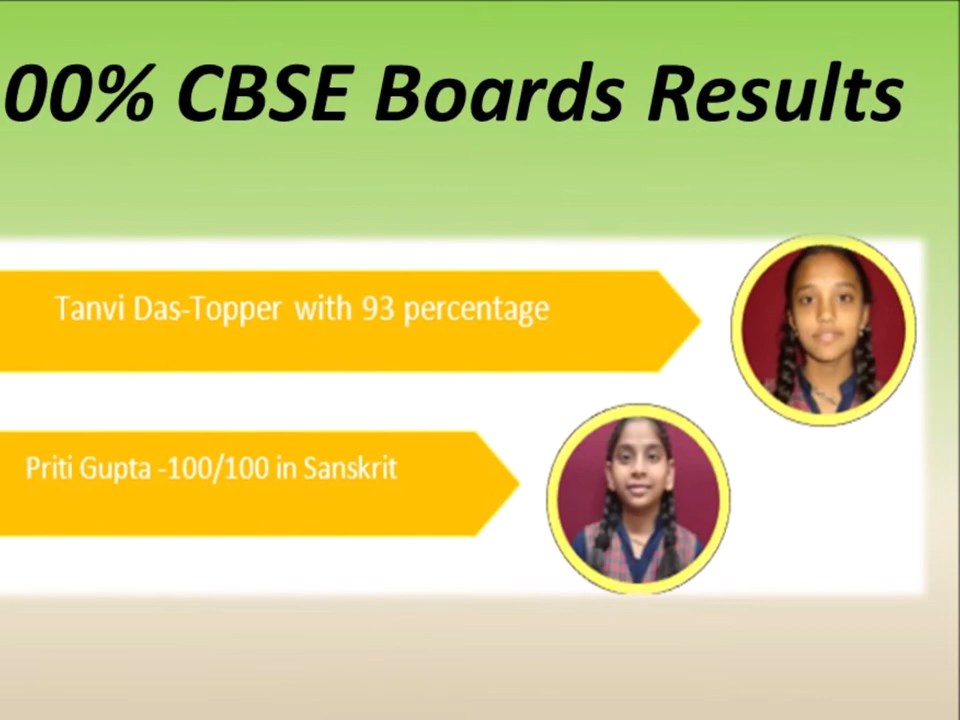 00% CBSE Boards Results
Tanvi Das-Topper with 93 percentage
Priti Gupta -100/100 in Sanskrit